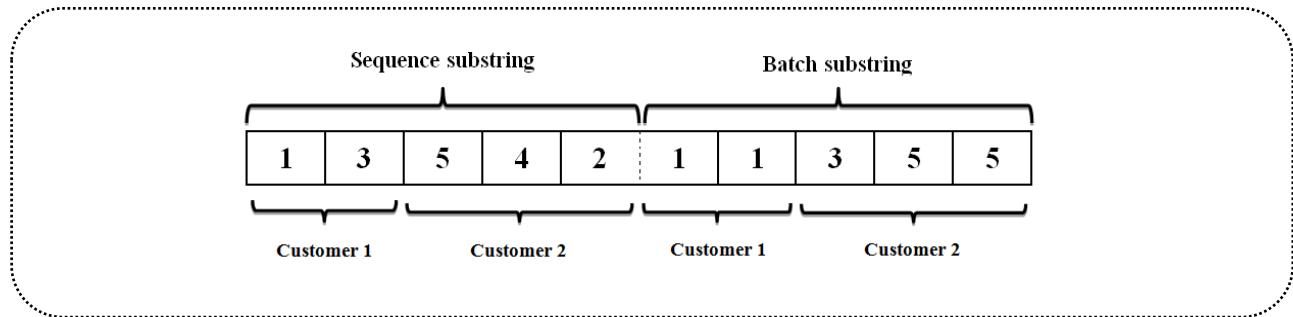 Sequence substring Batch substring
1 3 5 4 2 1 1 3 5 5
Customer 1 Customer 2 Customer 1 Customer 2